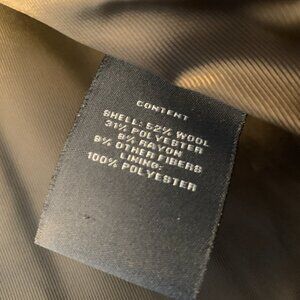 CONTENT
SHELL: 52% WOOL
31% POLYESTER
8% RAYON
9% OTHER FIBERS
LINING:
100% POLYESTER